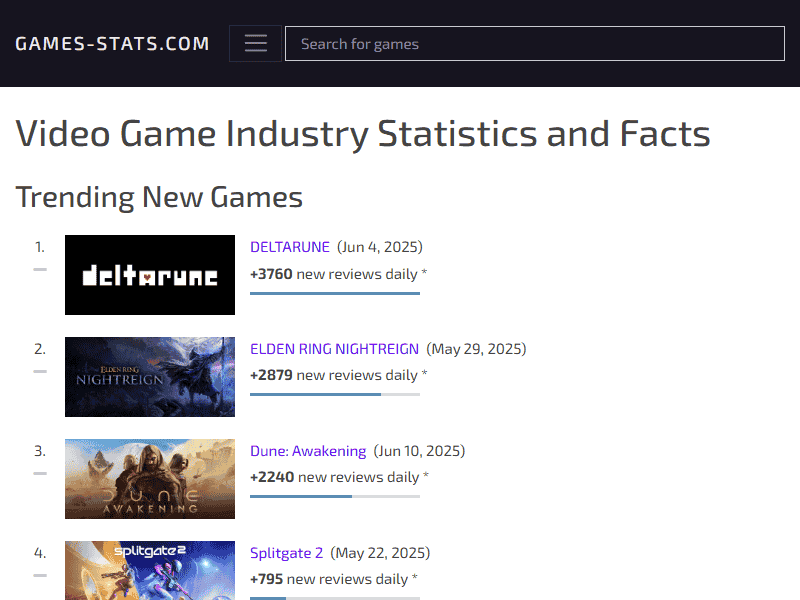 GAMES-STATS.COM
Search for games
Video Game Industry Statistics and Facts
Trending New Games
1.
deltarune
DELTARUNE (Jun 4, 2025)
+3760 new reviews daily *
2.
ELDEN RING
NIGHTREIGN
ELDEN RING NIGHTREIGN (May 29, 2025)
+2879 new reviews daily *
3.
DUNE
AWAKENING
Dune: Awakening (Jun 10, 2025)
+2240 new reviews daily *
4.
splitgate 2
Splitgate 2 (May 22, 2025)
+795 new reviews daily *